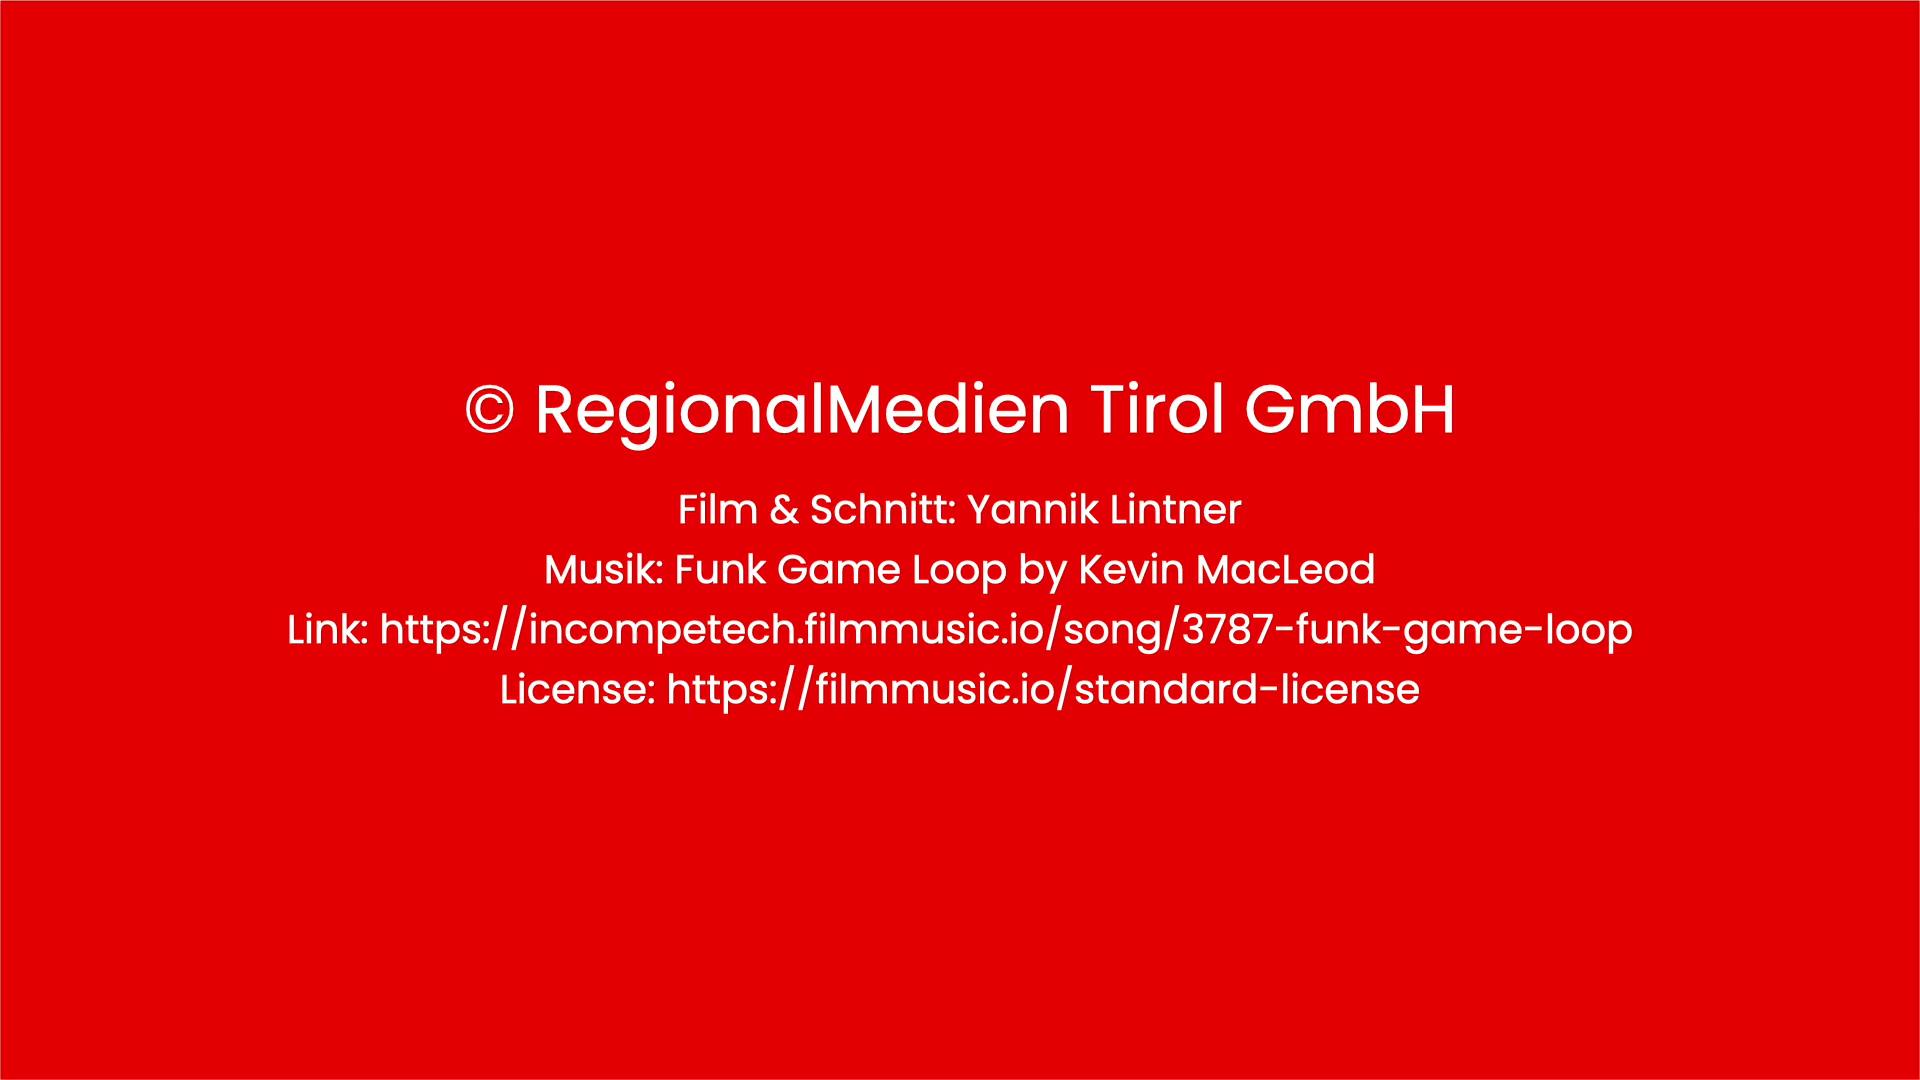 © RegionalMedien Tirol GmbH
Film & Schnitt: Yannik Lintner
Musik: Funk Game Loop by Kevin MacLeod
Link: https://incompetech.filmmusic.io/song/3787-funk-game-loop
License: https://filmmusic.io/standard-license